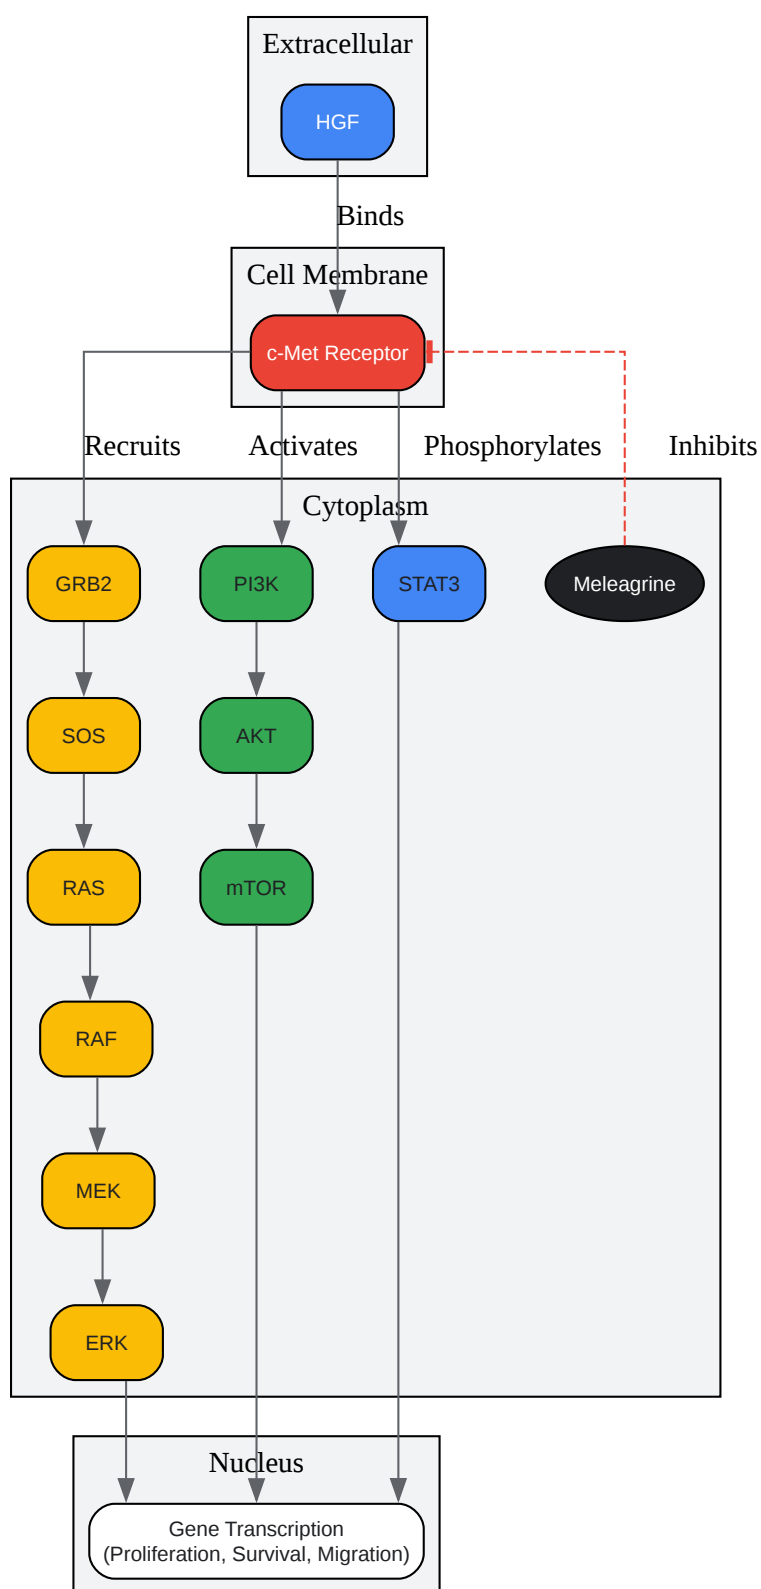 Extracellular
HGF
Binds
Cell Membrane
c-Met Receptor
Recruits
Activates
Phosphorylates
Inhibits
Cytoplasm
GRB2
PI3K
STAT3
Meleagrine
SOS
AKT
RAS
mTOR
RAF
MEK
ERK
Nucleus
Gene Transcription
(Proliferation, Survival, Migration)